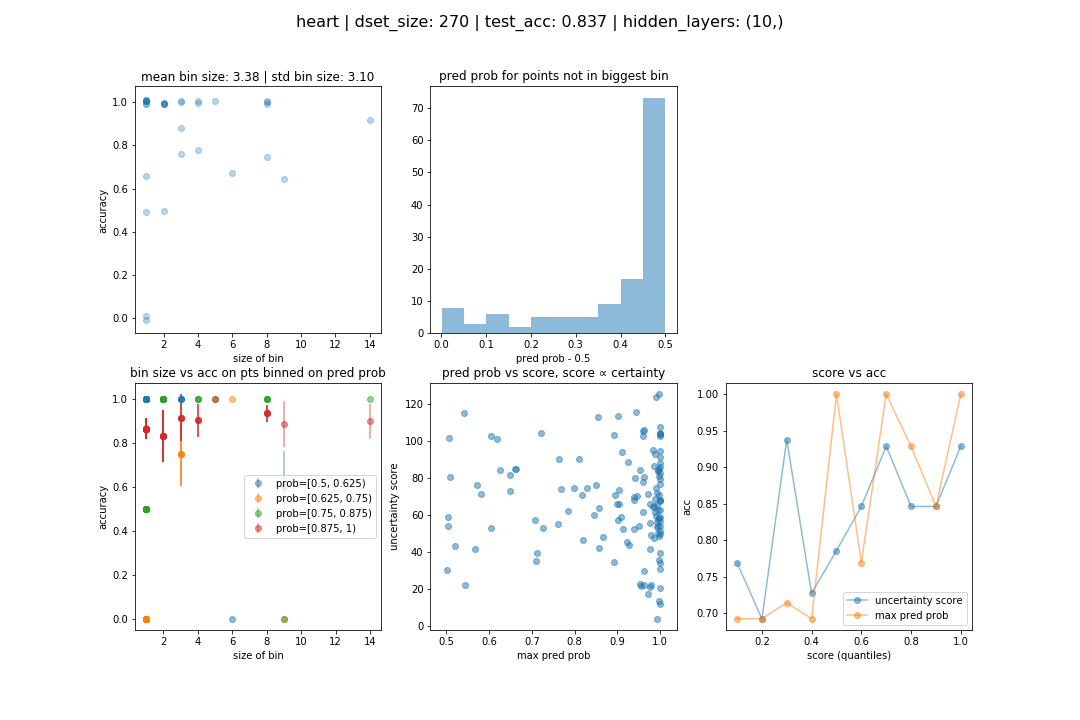 heart | dset_size: 270 | test_acc: 0.837 | hidden_layers: (10,)
mean bin size: 3.38 | std bin size: 3.10
1.0
0.8
0.6
0.4
0.2
0.0
accuracy
2 4 6 8 10 12 14
size of bin
pred prob for points not in biggest bin
70
60
50
40
30
20
10
0
0.0 0.1 0.2 0.3 0.4 0.5
pred prob - 0.5
bin size vs acc on pts binned on pred prob
1.0
0.8
0.6
0.4
0.2
0.0
accuracy
prob=[0.5, 0.625)
prob=[0.625, 0.75)
prob=[0.75, 0.875)
prob=[0.875, 1)
2 4 6 8 10 12 14
size of bin
pred prob vs score, score ∝ certainty
120
100
80
60
40
20
0
uncertainty score
0.5 0.6 0.7 0.8 0.9 1.0
max pred prob
score vs acc
1.00
0.95
0.90
0.85
0.80
0.75
0.70
acc
uncertainty score
max pred prob
0.2 0.4 0.6 0.8 1.0
score (quantiles)